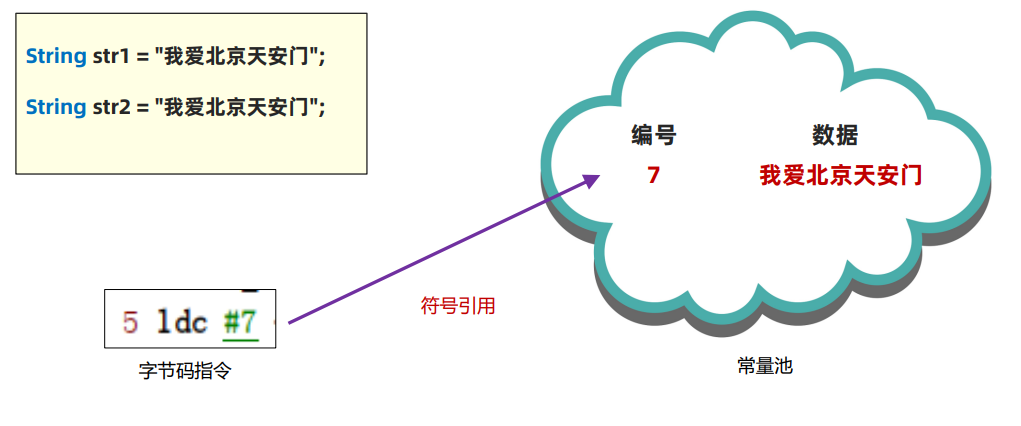 String str1 = "我爱北京天安门";
String str2 = "我爱北京天安门";
编号 数据
7 我爱北京天安门
符号引用
5 ldc #7
字节码指令
常量池